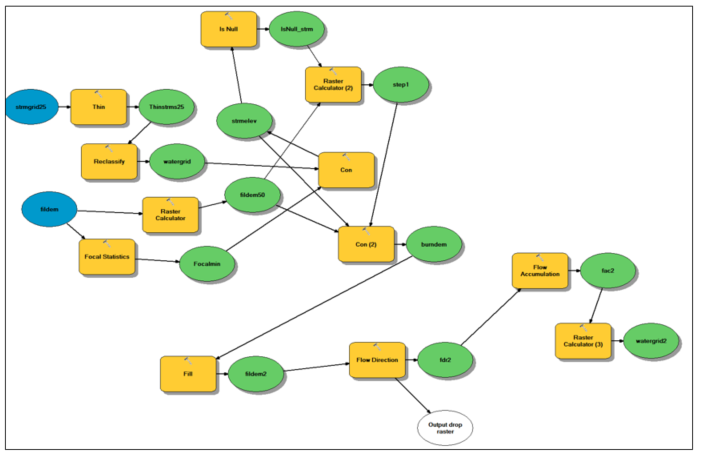 Is Null
IsNull_strm
Raster
Calculator (2)
step1
strmgrid25
Thin
Thinstrms25
strmelev
Reclassify
watergrid
Con
fildem
Raster
Calculator
fildem50
Focal Statistics
Focalmin
Con (2)
burndem
Flow
Accumulation
fac2
Raster
Calculator (3)
watergrid2
Fill
fildem2
Flow Direction
fdr2
Output drop
raster